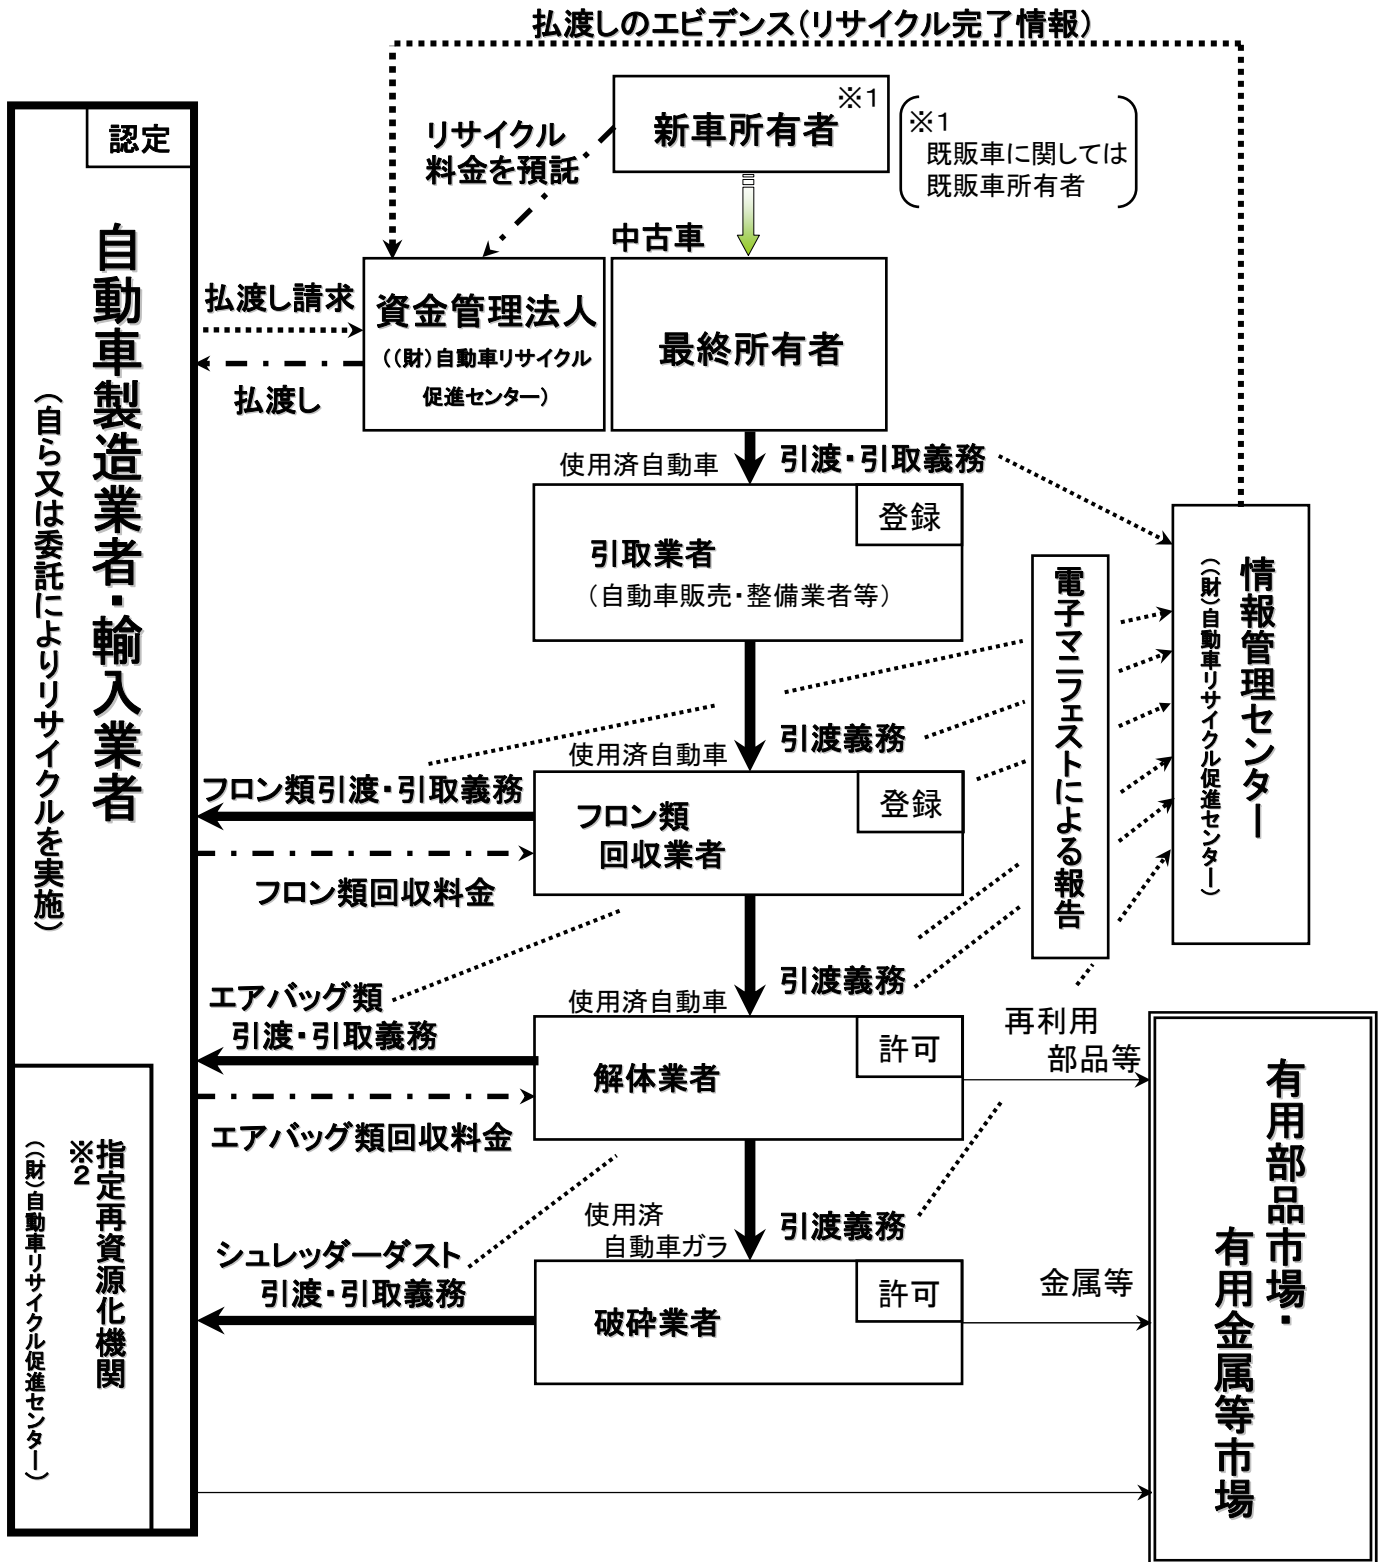 払渡しのエビデンス（リサイクル完了情報）
新車所有者※１
※１
既販車に関しては
既販車所有者
リサイクル
料金を預託
認定
自動車製造業者・輸入業者
（自ら又は委託によりリサイクルを実施）
中古車
払渡し請求
払渡し
資金管理法人
（（財）自動車リサイクル
促進センター）
最終所有者
使用済自動車
引渡・引取義務
登録
引取業者
（自動車販売・整備業者等）
電子マニフェストによる報告
情報管理センター
（（財）自動車リサイクル促進センター）
使用済自動車
引渡義務
フロン類引渡・引取義務
登録
フロン類
回収業者
フロン類回収料金
エアバッグ類
引渡・引取義務
使用済自動車
引渡義務
許可
解体業者
再利用
部品等
エアバッグ類回収料金
指定再資源化機関
※２
（（財）自動車リサイクル促進センター）
使用済
自動車ガラ
引渡義務
シュレッダーダスト
引渡・引取義務
許可
破砕業者
金属等
有用部品市場・
有用金属等市場